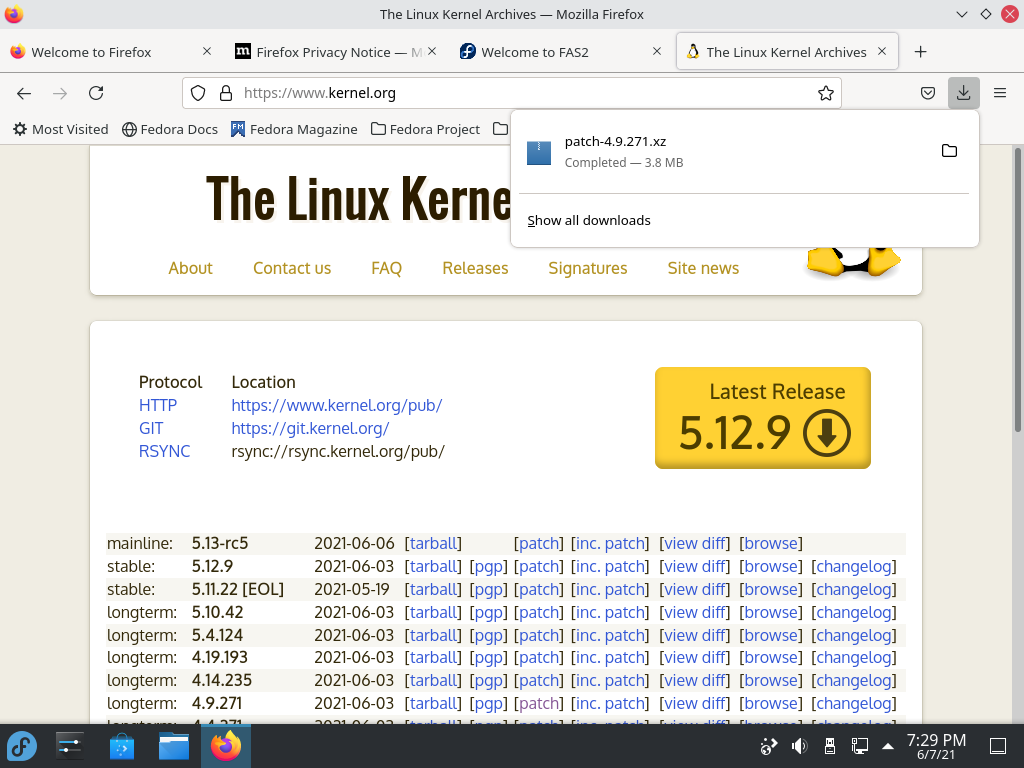 The Linux Kernel Archives — Mozilla Firefox
Welcome to Firefox
Firefox Privacy Notice — M
Welcome to FAS2
The Linux Kernel Archives
https://www.kernel.org
Most Visited
Fedora Docs
Fedora Magazine
Fedora Project
patch-4.9.271.xz
Completed — 3.8 MB
Show all downloads
The Linux Kerne
About Contact us FAQ Releases Signatures Site news
Protocol Location
HTTP https://www.kernel.org/pub/
GIT https://git.kernel.org/
RSYNC rsync://rsync.kernel.org/pub/
Latest Release
5.12.9
mainline: 5.13-rc5 2021-06-06 [tarball] [patch] [inc. patch] [view diff] [browse]
stable: 5.12.9 2021-06-03 [tarball] [pgp] [patch] [inc. patch] [view diff] [browse] [changelog]
stable: 5.11.22 [EOL] 2021-05-19 [tarball] [pgp] [patch] [inc. patch] [view diff] [browse] [changelog]
longterm: 5.10.42 2021-06-03 [tarball] [pgp] [patch] [inc. patch] [view diff] [browse] [changelog]
longterm: 5.4.124 2021-06-03 [tarball] [pgp] [patch] [inc. patch] [view diff] [browse] [changelog]
longterm: 4.19.193 2021-06-03 [tarball] [pgp] [patch] [inc. patch] [view diff] [browse] [changelog]
longterm: 4.14.235 2021-06-03 [tarball] [pgp] [patch] [inc. patch] [view diff] [browse] [changelog]
longterm: 4.9.271 2021-06-03 [tarball] [pgp] [patch] [inc. patch] [view diff] [browse] [changelog]
7:29 PM
6/7/21